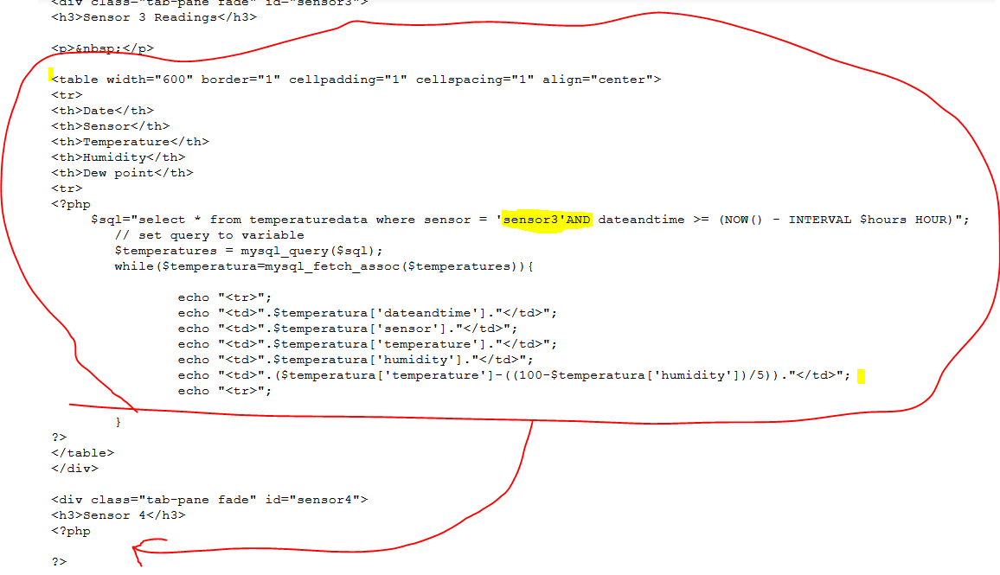 <div class="tab-pane fade" id="sensor3">
<h3>Sensor 3 Readings</h3>
<p>&nbsp;</p>
<table width="600" border="1" cellpadding="1" cellspacing="1" align="center">
<tr>
<th>Date</th>
<th>Sensor</th>
<th>Temperature</th>
<th>Humidity</th>
<th>Dew point</th>
<tr>
<?php
$sql="select * from temperaturedata where sensor = 'sensor3'AND dateandtime >= (NOW() - INTERVAL $hours HOUR)";
// set query to variable
$temperatures = mysql_query($sql);
while($temperatura=mysql_fetch_assoc($temperatures)){
echo "<tr>";
echo "<td>".$temperatura['dateandtime']."</td>";
echo "<td>".$temperatura['sensor']."</td>";
echo "<td>".$temperatura['temperature']."</td>";
echo "<td>".$temperatura['humidity']."</td>";
echo "<td>".($temperatura['temperature']-((100-$temperatura['humidity'])/5))."</td>";
echo "<tr>";
}
?>
</table>
</div>
<div class="tab-pane fade" id="sensor4">
<h3>Sensor 4</h3>
<?php
?>